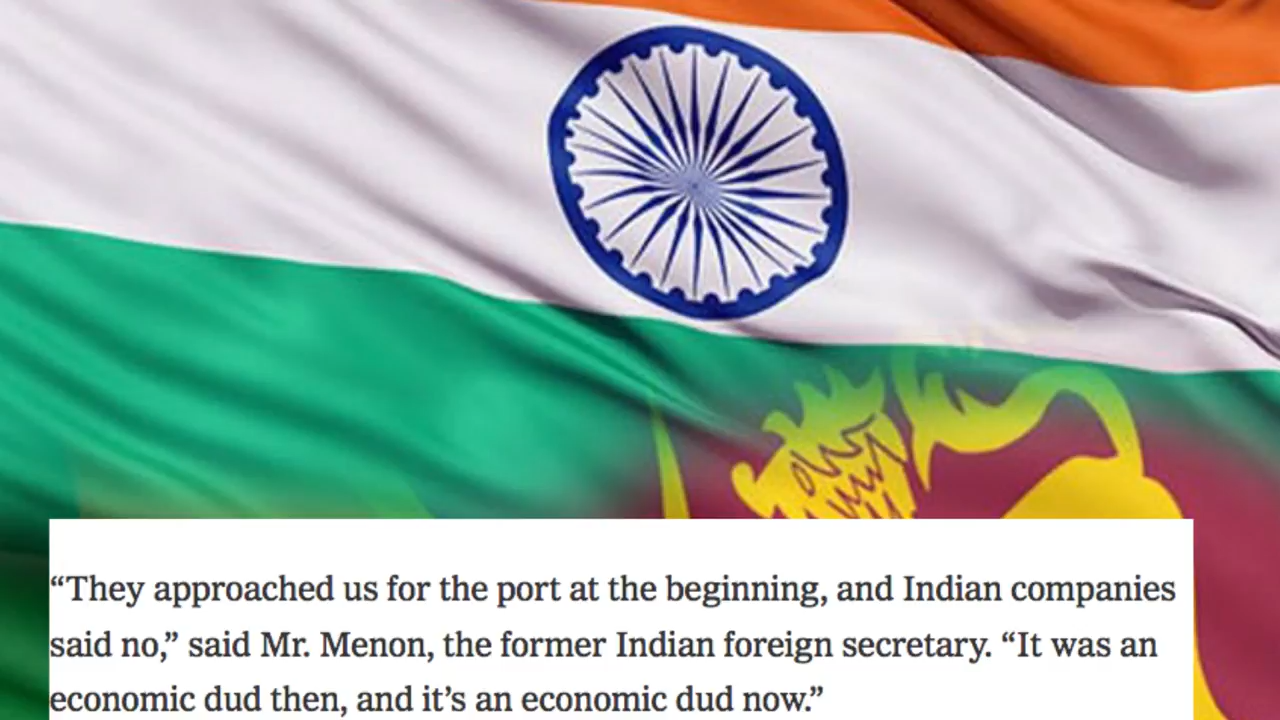 “They approached us for the port at the beginning, and Indian companies
said no,” said Mr. Menon, the former Indian foreign secretary. “It was an
economic dud then, and it’s an economic dud now.”